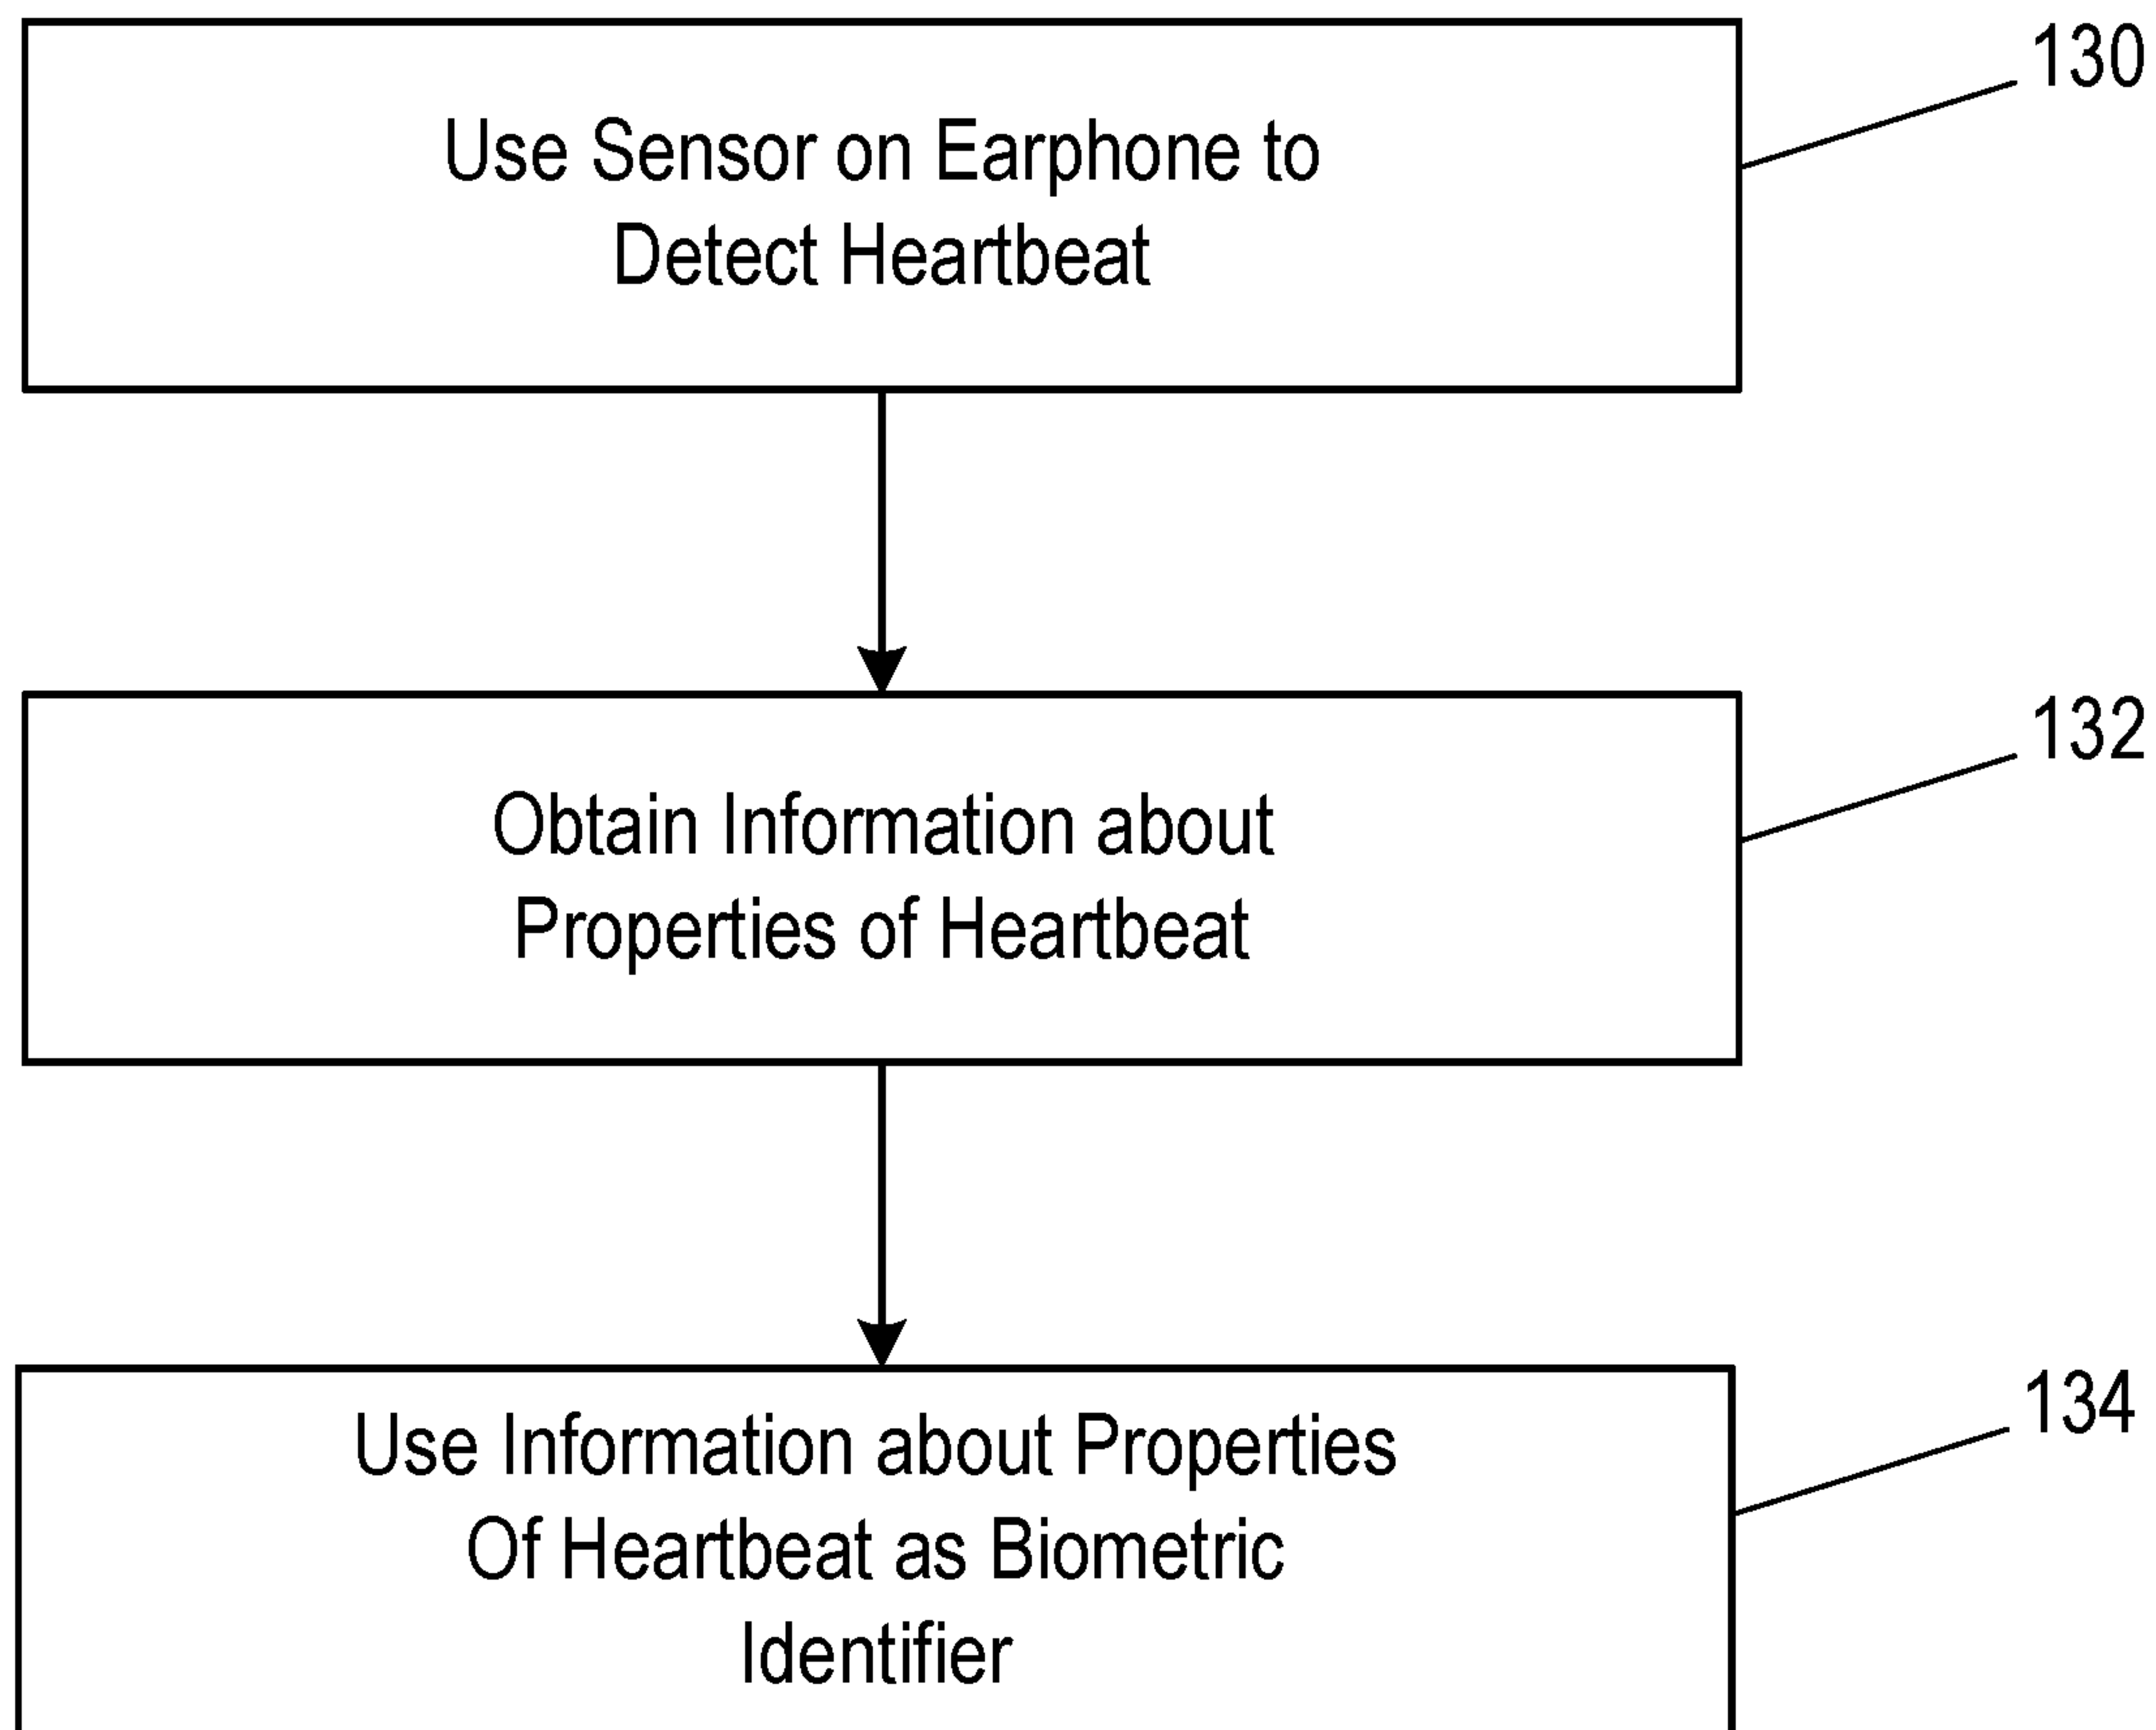 130
Use Sensor on Earphone to
Detect Heartbeat
132
Obtain Information about
Properties of Heartbeat
134
Use Information about Properties
Of Heartbeat as Biometric
Identifier